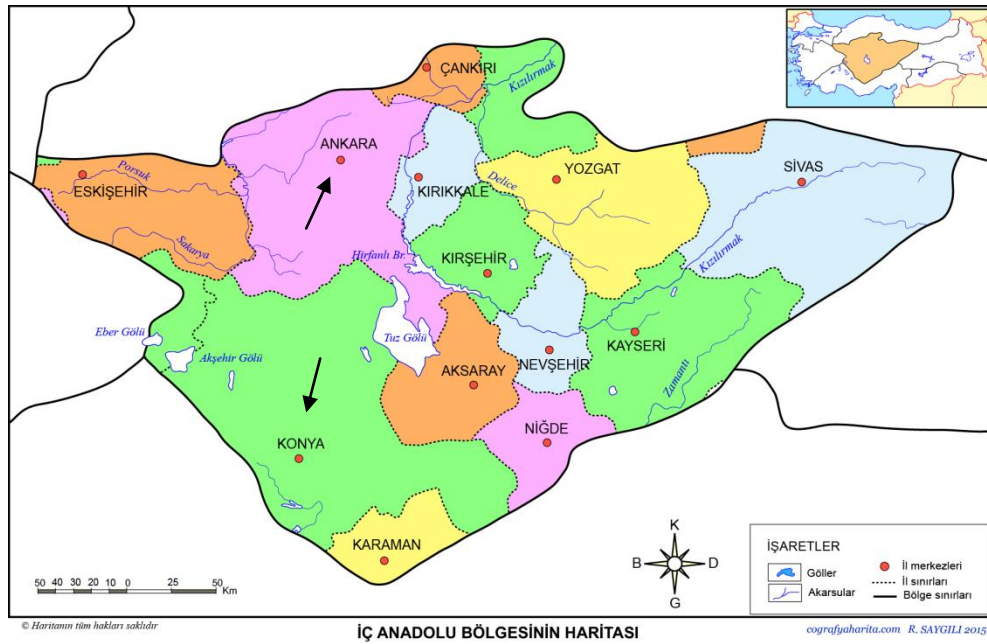 ÇANKIRI
Kızılırmak
ANKARA
Porsuk
ESKİŞEHİR
KIRIKKALE
Delice
YOZGAT
SİVAS
Sakarya
Hirfanlı Br.
KIRŞEHİR
Kızılırmak
Eber Gölü
Akşehir Gölü
Tuz Gölü
AKSARAY
NEVŞEHİR
KAYSERİ
Zamantı
KONYA
NİĞDE
KARAMAN
K
B
D
G
İŞARETLER
Göller
Akarsular
İl merkezleri
İl sınırları
Bölge sınırları
50 40 30 20 10 0 25 50
Km
© Haritanın tüm hakları saklıdır
İÇ ANADOLU BÖLGESİNİN HARİTASI
cografyaharita.com R. SAYGILI 2015